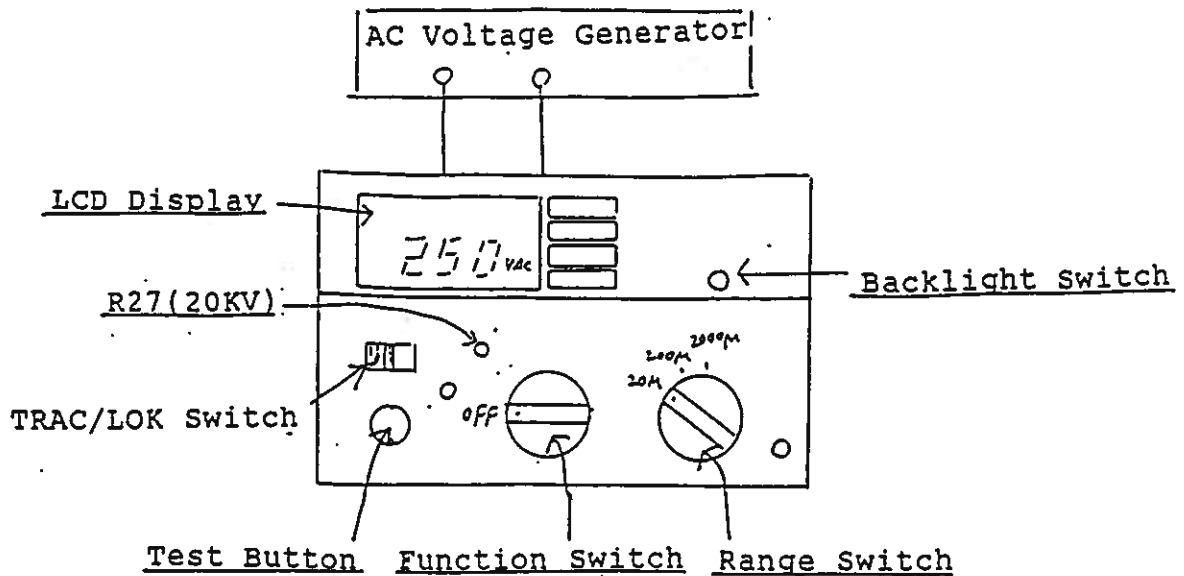 AC Voltage Generator
LCD Display
250 VAC
Backlight Switch
R27(20KV)
20M 200M 2000M
TRAC/LOK Switch
OFF
Test Button Function Switch Range Switch